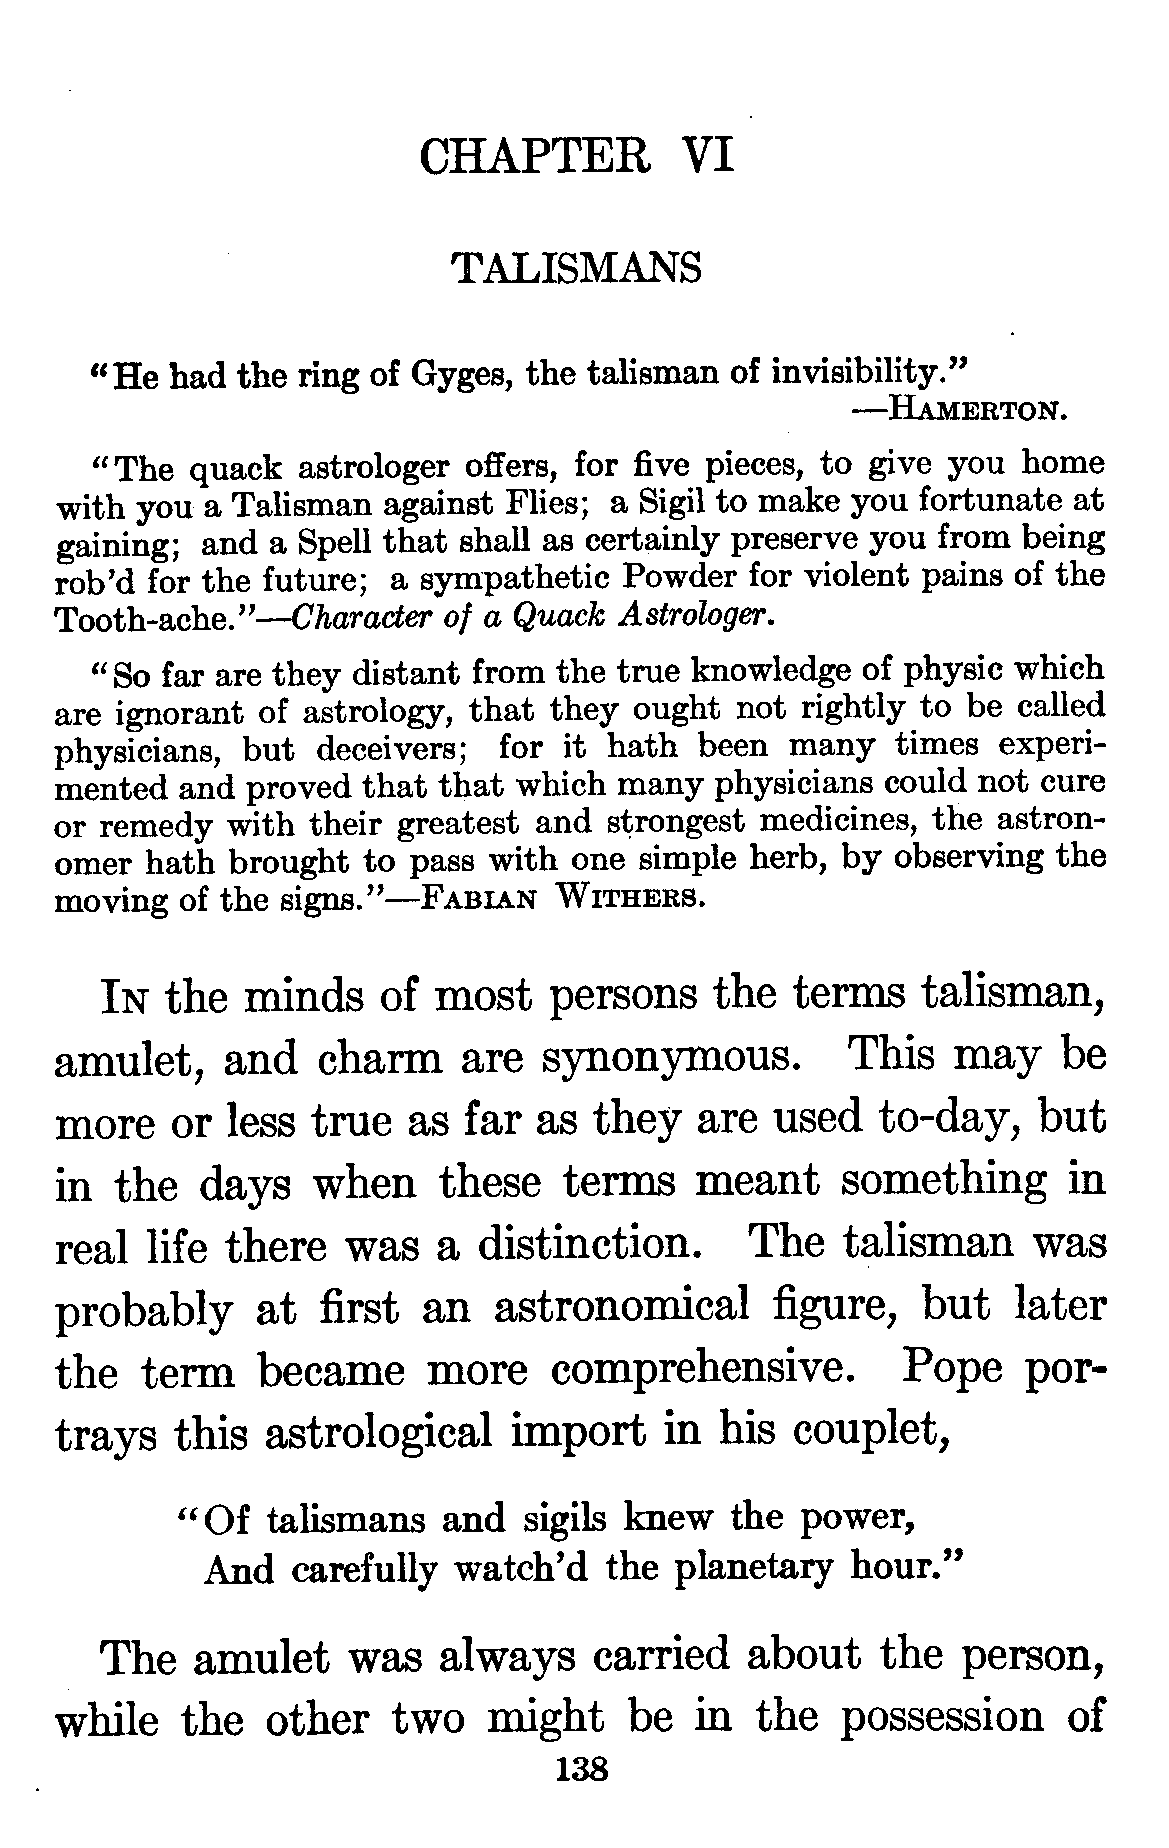 CHAPTER VI
TALISMANS
“He had the ring of Gyges, the talisman of invisibility.”
—HAMERTON.
“The quack astrologer offers, for five pieces, to give you home
with you a Talisman against Flies; a Sigil to make you fortunate at
gaining; and a Spell that shall as certainly preserve you from being
rob’d for the future; a sympathetic Powder for violent pains of the
Tooth-ache.”—Character of a Quack Astrologer.
“So far are they distant from the true knowledge of physic which
are ignorant of astrology, that they ought not rightly to be called
physicians, but deceivers; for it hath been many times experi-
mented and proved that that which many physicians could not cure
or remedy with their greatest and strongest medicines, the astron-
omer hath brought to pass with one simple herb, by observing the
moving of the signs.”—FABIAN WITHERS.
IN the minds of most persons the terms talisman,
amulet, and charm are synonymous. This may be
more or less true as far as they are used to-day, but
in the days when these terms meant something in
real life there was a distinction. The talisman was
probably at first an astronomical figure, but later
the term became more comprehensive. Pope por-
trays this astrological import in his couplet,
“Of talismans and sigils knew the power,
And carefully watch’d the planetary hour.”
The amulet was always carried about the person,
while the other two might be in the possession of
138